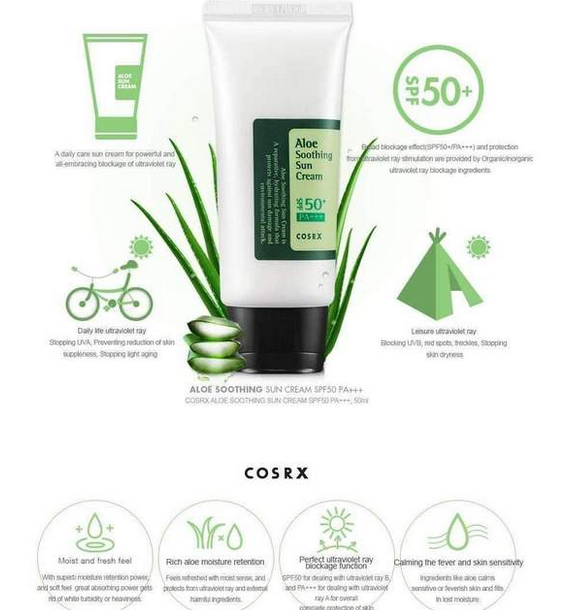 ALOE
SUN
CREAM
SPF 50+
A daily care sun cream for powerful and
all-embracing blockage of ultraviolet ray
Broad blockage effect(SPF50+/PA+++) and protection
from ultraviolet ray stimulation are provided by Organic/inorganic
ultraviolet ray blockage ingredients.
Aloe
Soothing
Sun
Cream
SPF 50+
PA+++
COSRX
Aloe Soothing Sun Cream is
A reparative, hydrating formula that
protects against sun damage and
environmental attack.
Daily life ultraviolet ray
Stopping UVA, Preventing reduction of skin
suppleness, Stopping light aging
Leisure ultraviolet ray
Blocking UVB, red spots, freckles, Stopping
skin dryness
ALOE SOOTHING SUN CREAM SPF50 PA+++
COSRX ALOE SOOTHING SUN CREAM SPF50 PA+++, 50ml
COSRX
Moist and fresh feel
With superb moisture retention power,
and soft feel, great absorbing power gets
rid of white turbidity or heaviness.
Rich aloe moisture retention
Feels refreshed with moist sense, and
protects from ultraviolet ray and external
harmful ingredients.
Perfect ultraviolet ray
blockage function
SPF50 for dealing with ultraviolet ray B,
and PA+++ for dealing with ultraviolet
ray A for overall
complete protection of skin
Calming the fever and skin sensitivity
Ingredients like aloe calms
sensitive or feverish skin and fills
in lost moisture.